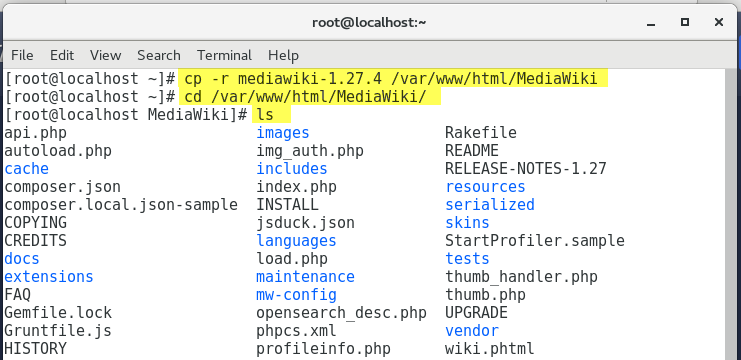 root@localhost:~
File Edit View Search Terminal Help
[root@localhost ~]# cp -r mediawiki-1.27.4 /var/www/html/MediaWiki
[root@localhost ~]# cd /var/www/html/MediaWiki/
[root@localhost MediaWiki]# ls
api.php images Rakefile
autoload.php img_auth.php README
cache includes RELEASE-NOTES-1.27
composer.json index.php resources
composer.local.json-sample INSTALL serialized
COPYING jsduck.json skins
CREDITS languages StartProfiler.sample
docs load.php tests
extensions maintenance thumb_handler.php
FAQ mw-config thumb.php
Gemfile.lock opensearch_desc.php UPGRADE
Gruntfile.js phpcs.xml vendor
HISTORY profileinfo.php wiki.phtml